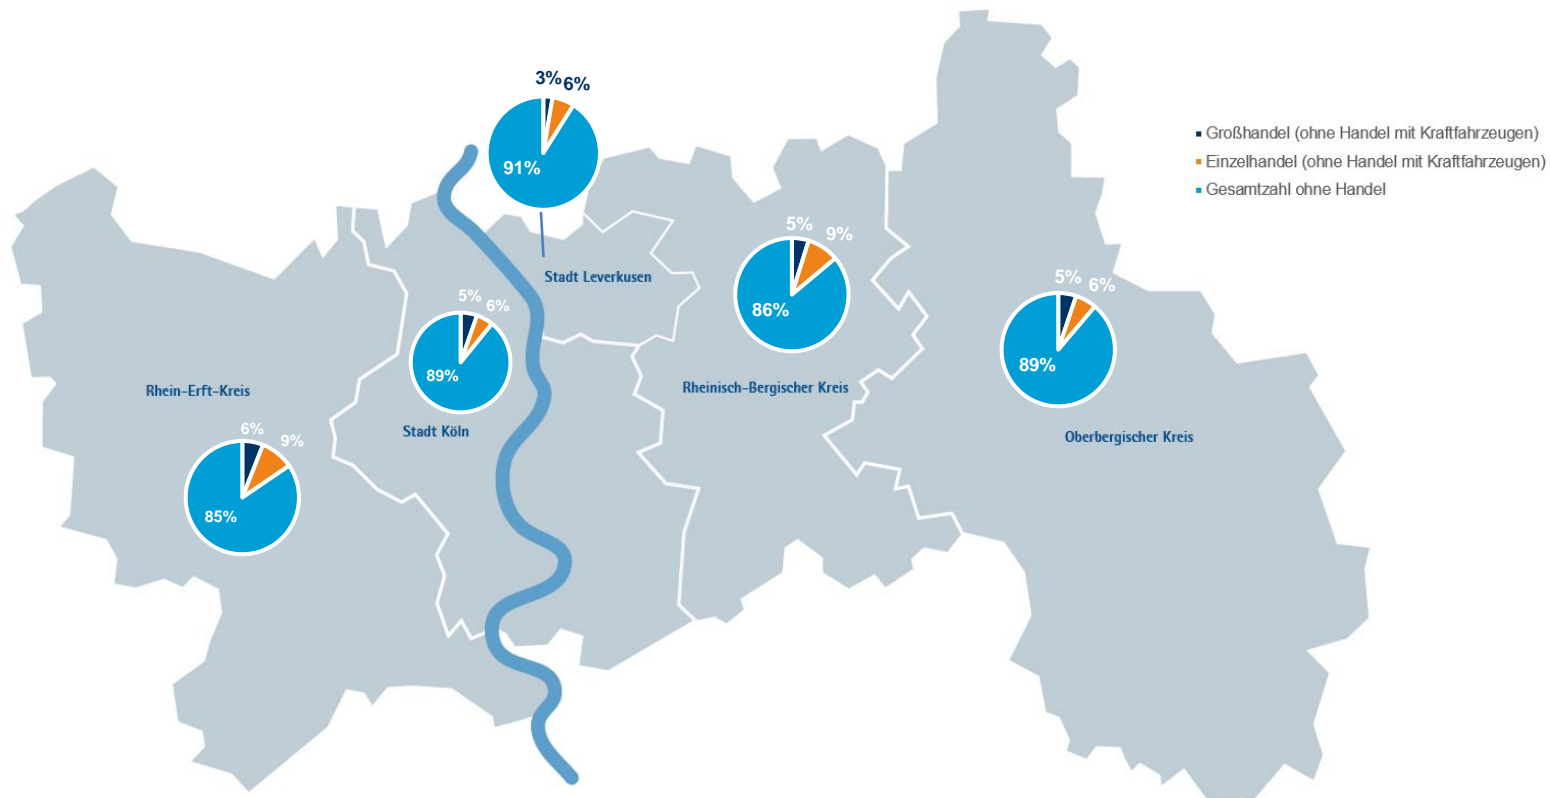 3% 6%
91%
Großhandel (ohne Handel mit Kraftfahrzeugen)
Einzelhandel (ohne Handel mit Kraftfahrzeugen)
Gesamtzahl ohne Handel
5% 9%
86%
Stadt Leverkusen
5% 6%
89%
5% 6%
89%
Rhein-Erft-Kreis
Rheinisch-Bergischer Kreis
Stadt Köln
Oberbergischer Kreis
6% 9%
85%